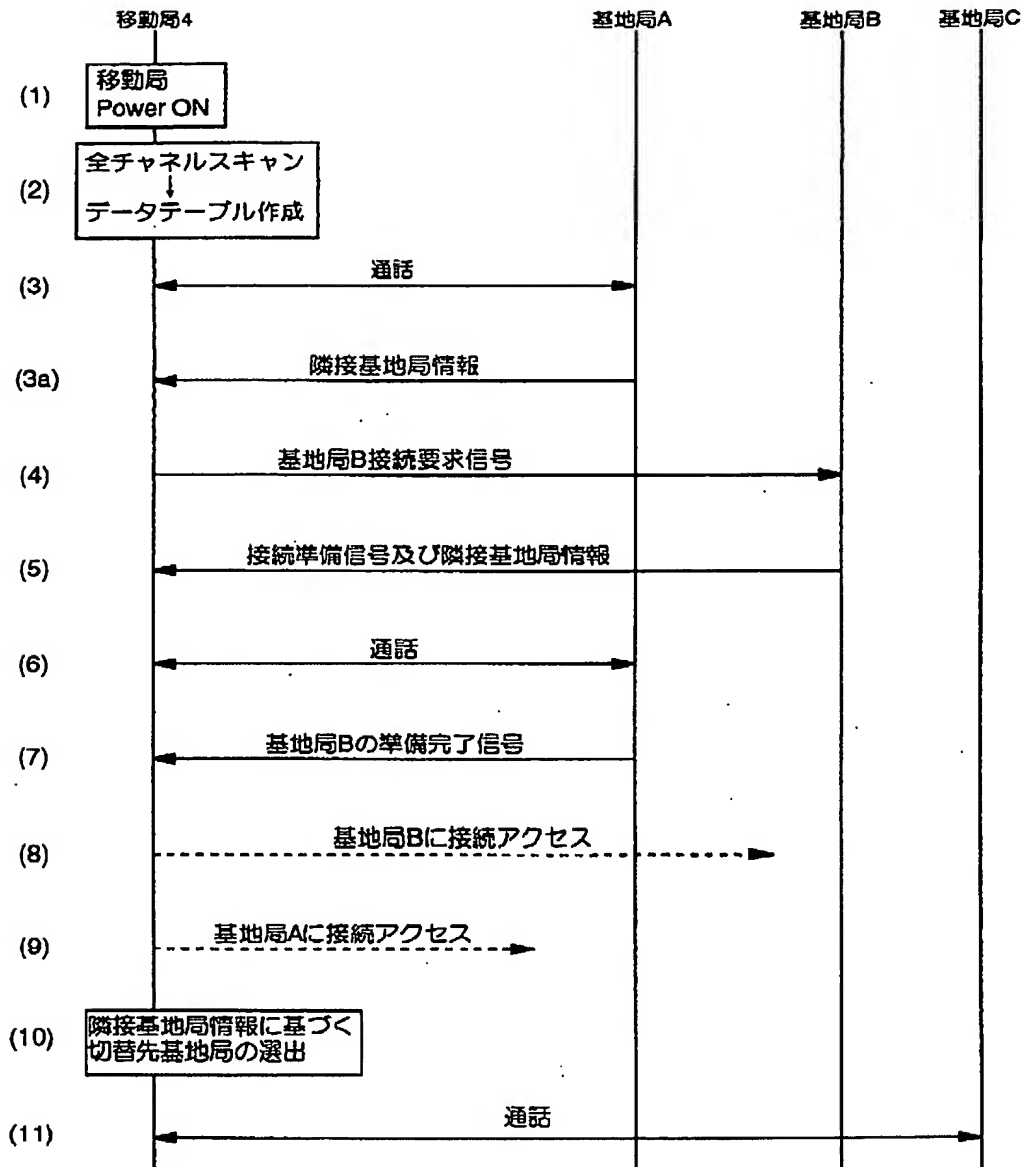 移動局4
基地局A
基地局B
基地局C
(1)
移動局
Power ON
(2)
全チャネルスキャン
データテーブル作成
(3)
通話
(3a)
隣接基地局情報
(4)
基地局B接続要求信号
(5)
接続準備信号及び隣接基地局情報
(6)
通話
(7)
基地局Bの準備完了信号
(8)
基地局Bに接続アクセス
(9)
基地局Aに接続アクセス
(10)
隣接基地局情報に基づく
切替先基地局の選出
(11)
通話